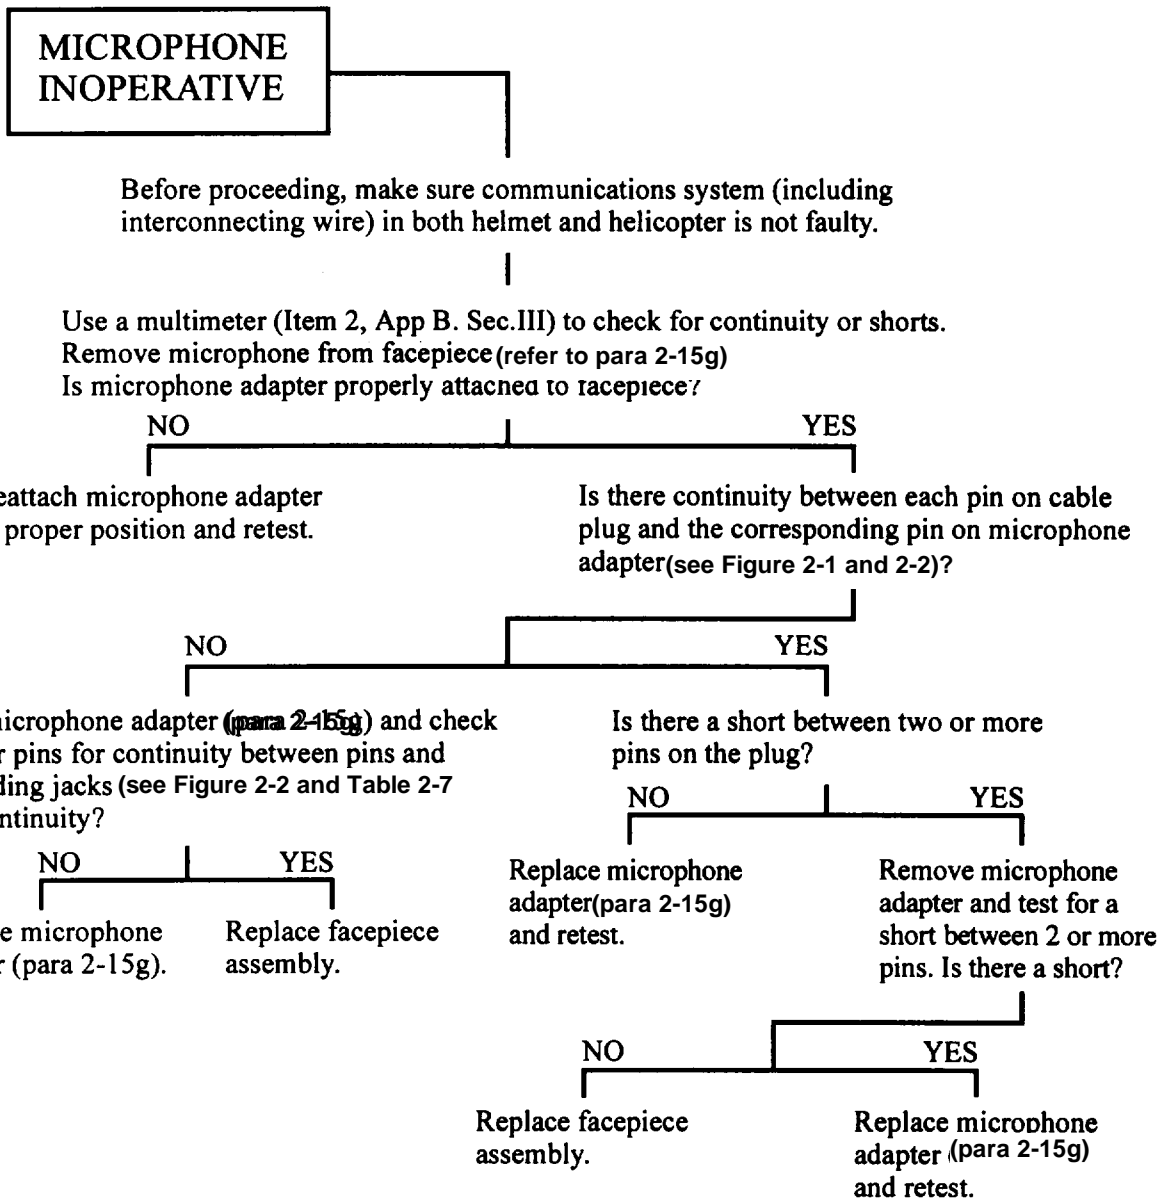 MICROPHONE
INOPERATIVE
Before proceeding, make sure communications system (including
interconnecting wire) in both helmet and helicopter is not faulty.
Use a multimeter (Item 2, App B. Sec.III) to check for continuity or shorts.
Remove microphone from facepiece (refer to para 2-15g)
Is microphone adapter properly attached to facepiece?
NO
YES
eattach microphone adapter
proper position and retest.
Is there continuity between each pin on cable
plug and the corresponding pin on microphone
adapter(see Figure 2-1 and 2-2)?
NO
YES
icrophone adapter (para 2-15g) and check
r pins for continuity between pins and
ding jacks (see Figure 2-2 and Table 2-7
ntinuity?
Is there a short between two or more
pins on the plug?
NO
YES
NO
YES
e microphone
r (para 2-15g).
Replace facepiece
assembly.
Replace microphone
adapter(para 2-15g)
and retest.
Remove microphone
adapter and test for a
short between 2 or more
pins. Is there a short?
NO
YES
Replace facepiece
assembly.
Replace microphone
adapter (para 2-15g)
and retest.